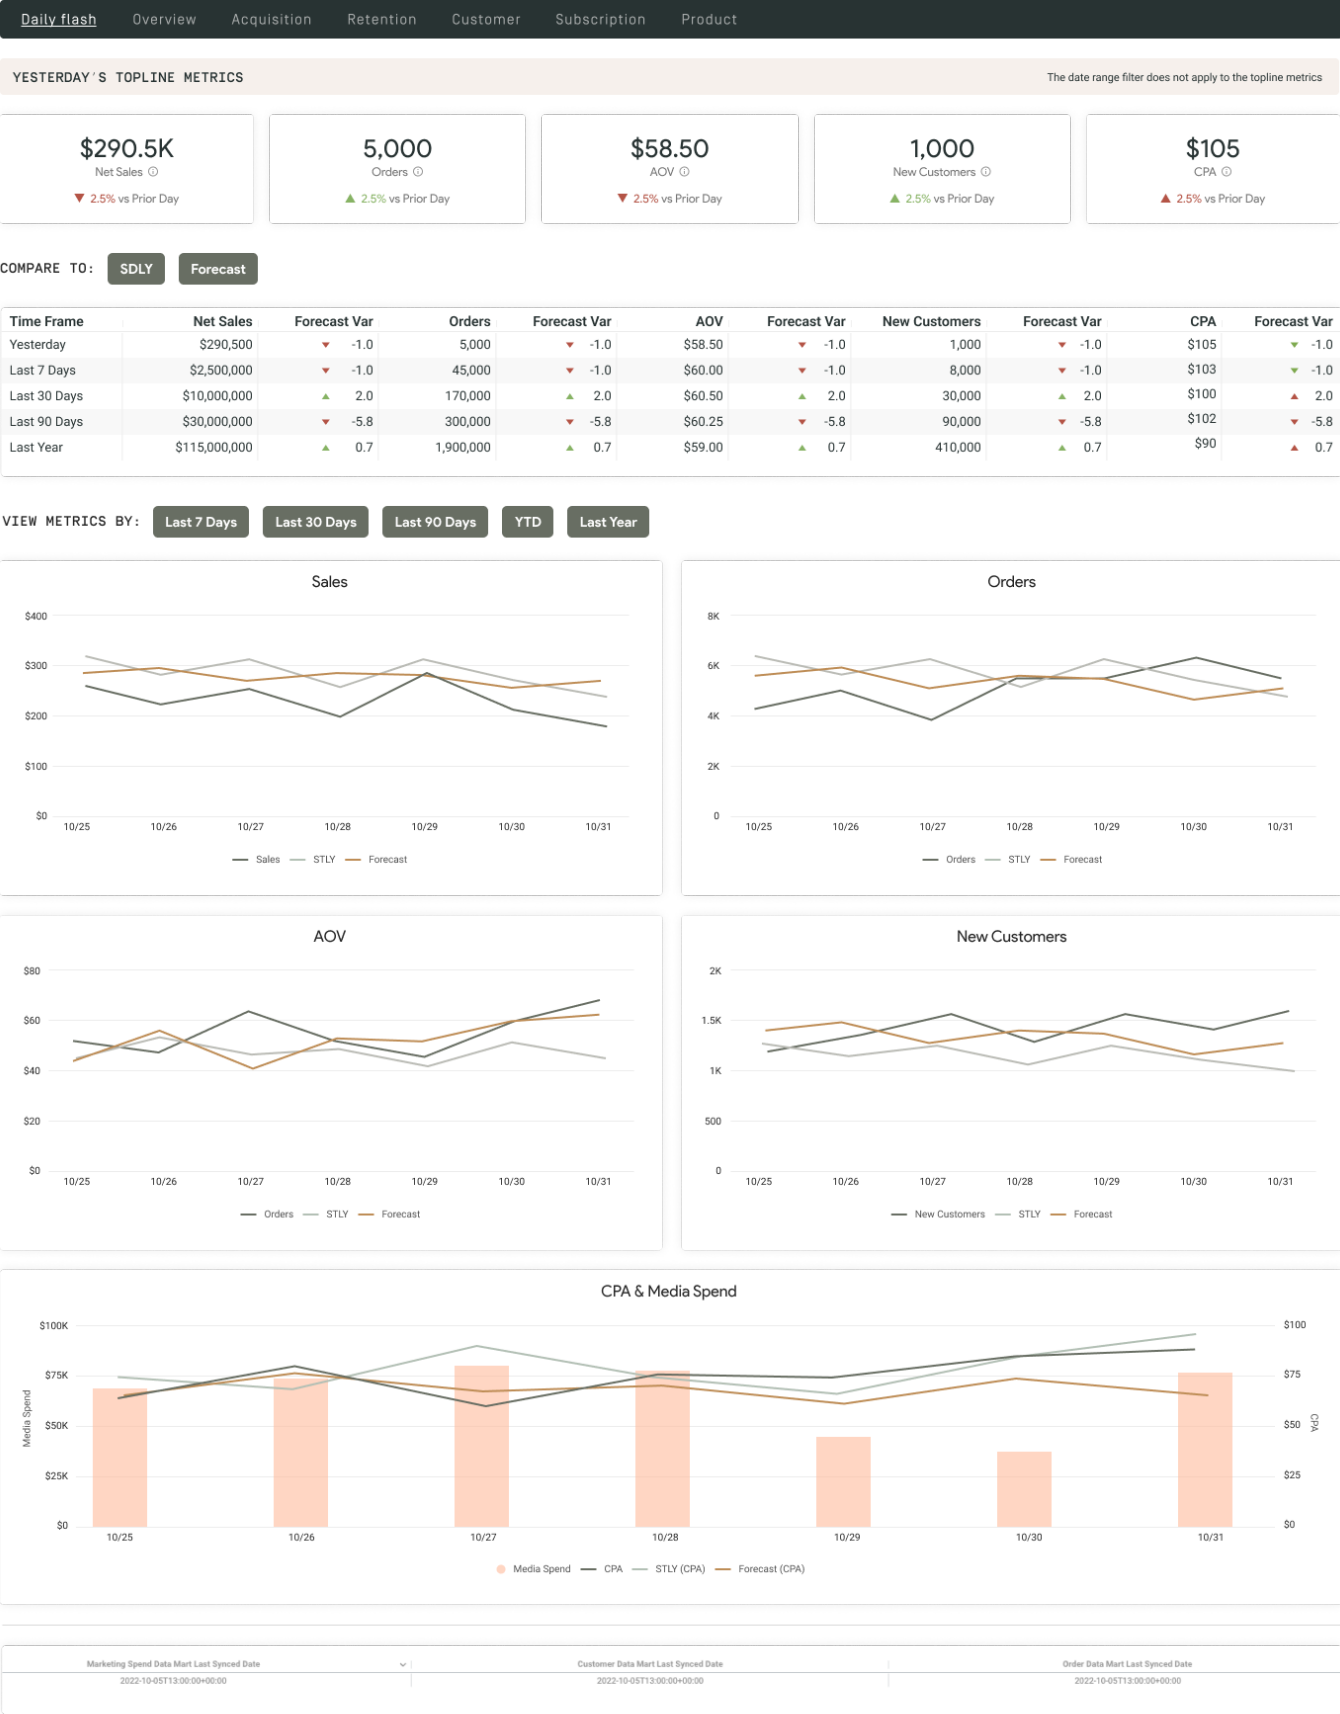 Daily flash Overview Acquisition Retention Customer Subscription Product
YESTERDAY'S TOPLINE METRICS The date range filter does not apply to the topline metrics
$290.5K 5,000 $58.50 1,000 $105
Net Sales Orders AOV New Customers CPA
2.5% vs Prior Day 2.5% vs Prior Day 2.5% vs Prior Day 2.5% vs Prior Day 2.5% vs Prior Day
COMPARE TO: SDLY Forecast
Time Frame Net Sales Forecast Var Orders Forecast Var AOV Forecast Var New Customers Forecast Var CPA Forecast Var
Yesterday $290,500 -1.0 5,000 -1.0 $58.50 -1.0 1,000 -1.0 $105 -1.0
Last 7 Days $2,500,000 -1.0 45,000 -1.0 $60.00 -1.0 8,000 -1.0 $103 -1.0
Last 30 Days $10,000,000 2.0 170,000 2.0 $60.50 2.0 30,000 2.0 $100 2.0
Last 90 Days $30,000,000 -5.8 300,000 -5.8 $60.25 -5.8 90,000 -5.8 $102 -5.8
Last Year $115,000,000 0.7 1,900,000 0.7 $59.00 0.7 410,000 0.7 $90 0.7
VIEW METRICS BY: Last 7 Days Last 30 Days Last 90 Days YTD Last Year
Sales
$400
$300
$200
$100
$0
10/25 10/26 10/27 10/28 10/29 10/30 10/31
Sales STLY Forecast
Orders
8K
6K
4K
2K
0
10/25 10/26 10/27 10/28 10/29 10/30 10/31
Orders STLY Forecast
AOV
$80
$60
$40
$20
$0
10/25 10/26 10/27 10/28 10/29 10/30 10/31
Orders STLY Forecast
New Customers
2K
1.5K
1K
500
0
10/25 10/26 10/27 10/28 10/29 10/30 10/31
New Customers STLY Forecast
CPA & Media Spend
$100K $100
$75K $75
$50K $50
$25K $25
$0 $0
Media Spend
CPA
10/25 10/26 10/27 10/28 10/29 10/30 10/31
Media Spend CPA STLY (CPA) Forecast (CPA)
Marketing Spend Data Mart Last Synced Date Customer Data Mart Last Synced Date Order Data Mart Last Synced Date
2022-10-05T13:00:00+00:00 2022-10-05T13:00:00+00:00 2022-10-05T13:00:00+00:00